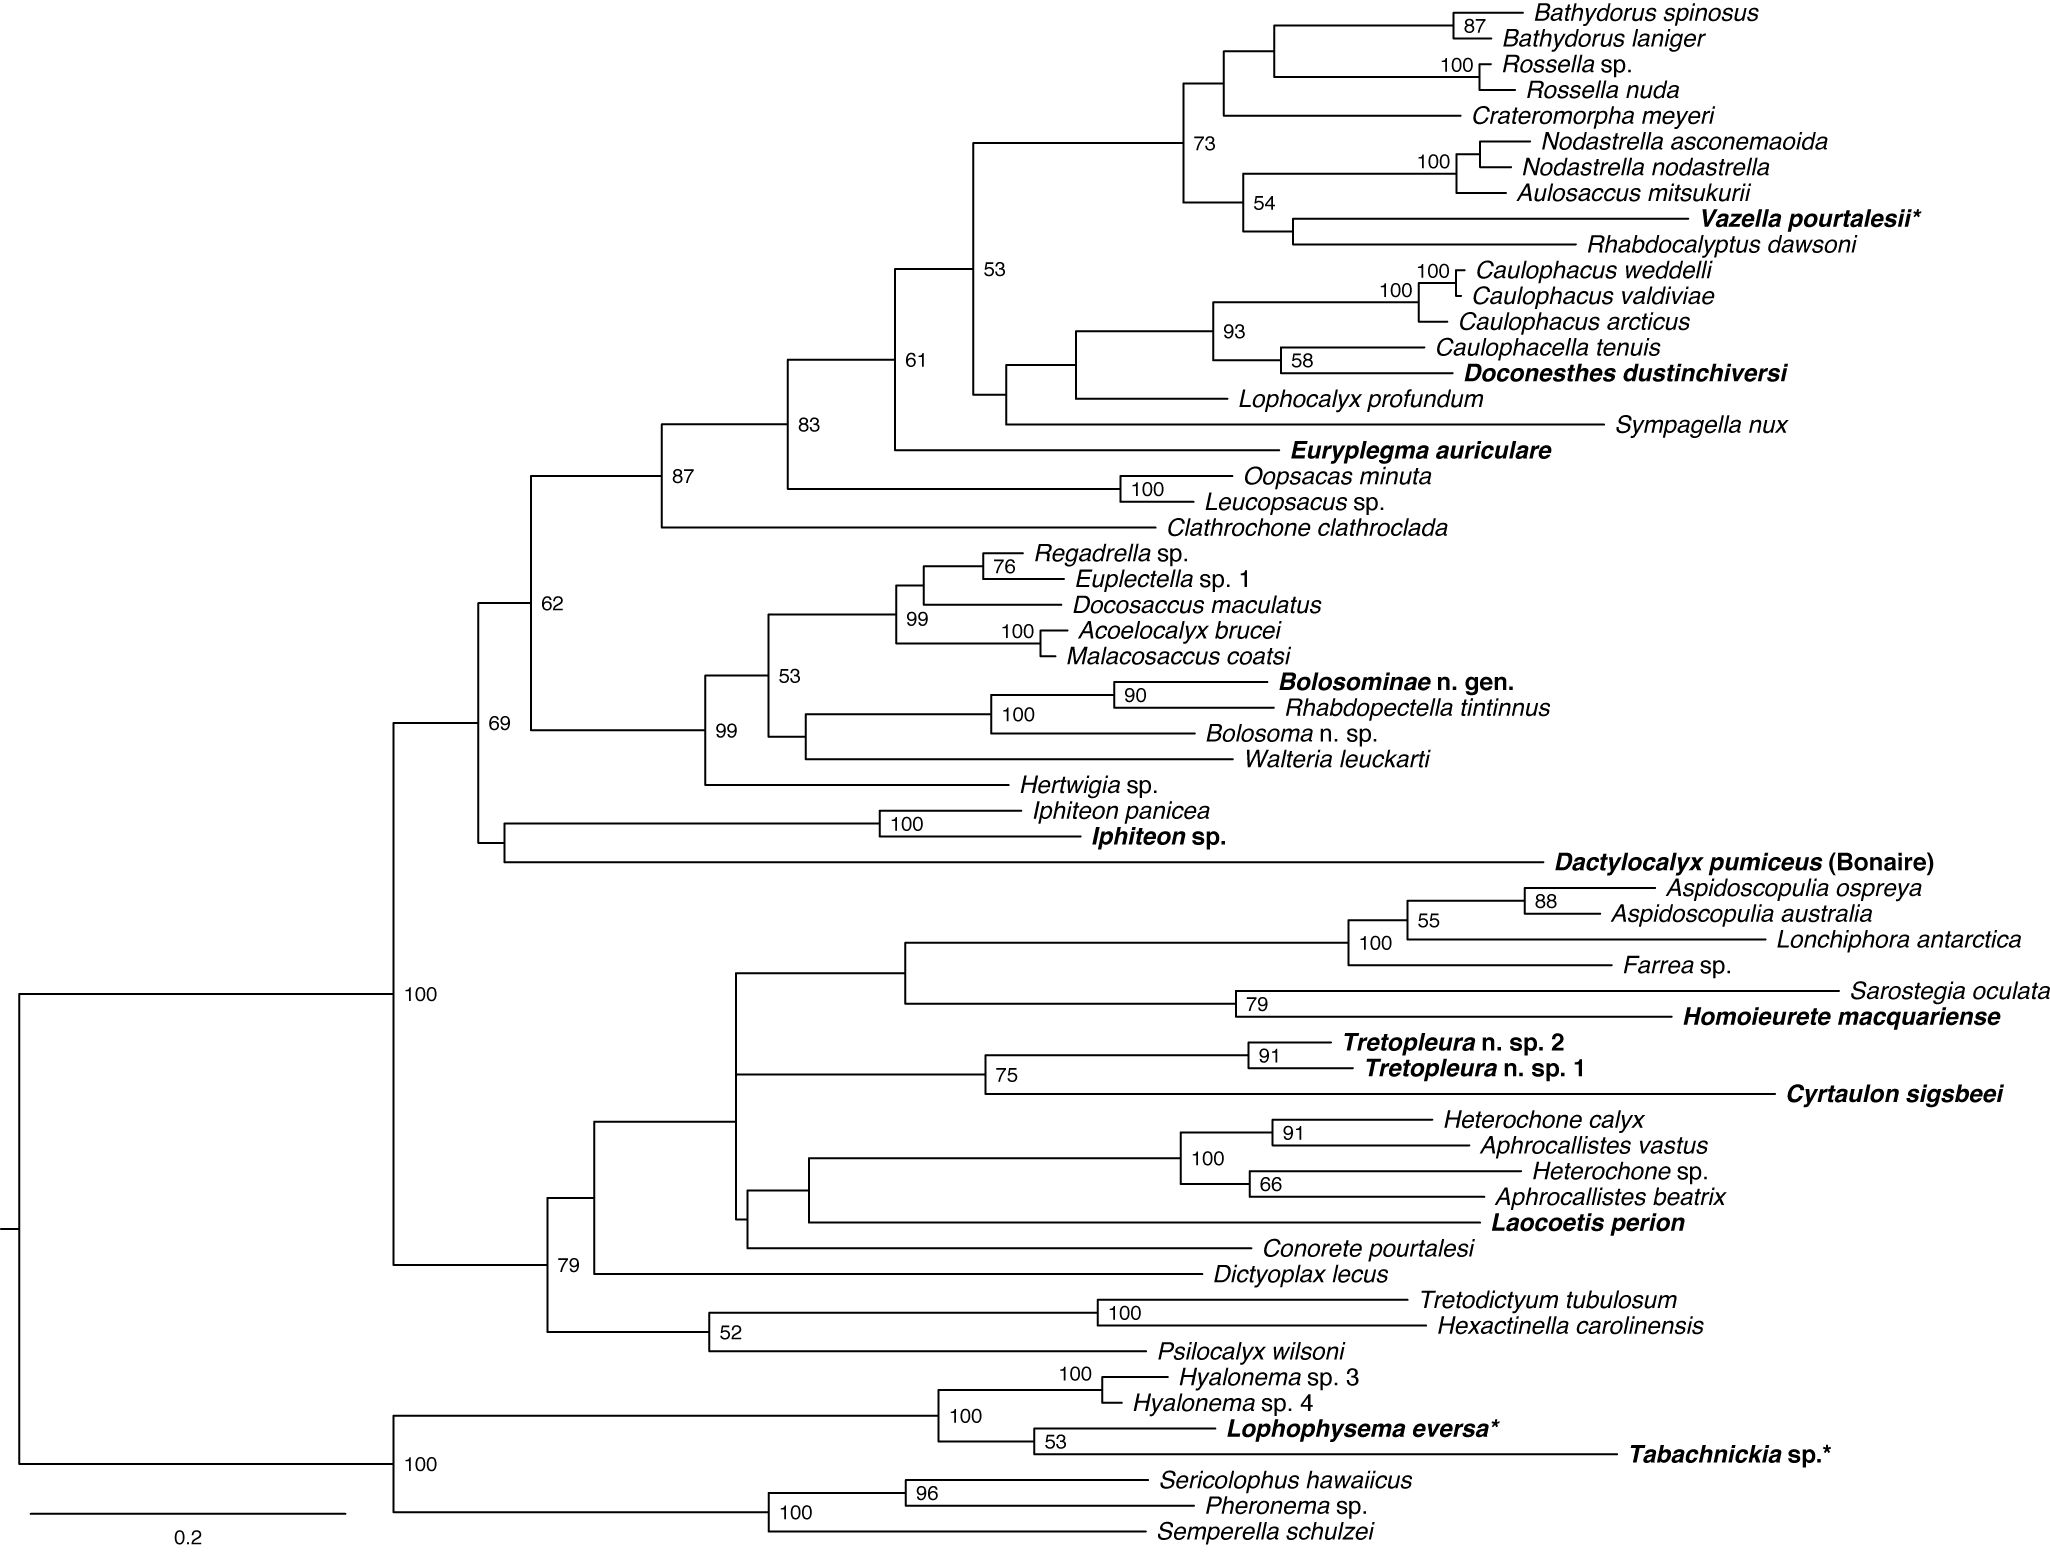 Bathydorus spinosus
87
Bathydorus laniger
100
Rossella sp.
Rossella nuda
Crateromorpha meyeri
73
Nodastrella asconemaoida
100
Nodastrella nodastrella
Aulosaccus mitsukurii
54
Vazella pourtalesii*
Rhabdocalyptus dawsoni
53
100
Caulophacus weddelli
100
Caulophacus valdiviae
Caulophacus arcticus
93
Caulophacella tenuis
61
58
Doconesthes dustinchiversi
Lophocalyx profundum
83
Sympagella nux
Euryplegma auriculare
87
Oopsacas minuta
100
Leucopsacus sp.
Clathrochone clathroclada
Regadrella sp.
76
Euplectella sp. 1
62
Docosaccus maculatus
99
100
Acoelocalyx brucei
Malacosaccus coatsi
53
Bolosominae n. gen.
90
Rhabdopectella tintinnus
100
69
99
Bolosoma n. sp.
Walteria leuckarti
Hertwigia sp.
Iphiteon panicea
100
Iphiteon sp.
Dactylocalyx pumiceus (Bonaire)
Aspidoscopulia ospreya
88
Aspidoscopulia australia
55
Lonchiphora antarctica
100
Farrea sp.
100
Sarostegia oculata
79
Homoieurete macquariense
Tretopleura n. sp. 2
91
Tretopleura n. sp. 1
75
Cyrtaulon sigsbeei
Heterochone calyx
91
Aphrocallistes vastus
100
Heterochone sp.
66
Aphrocallistes beatrix
Laocoetis perion
Conorete pourtalesi
79
Dictyoplax lecus
Tretodictyum tubulosum
100
Hexactinella carolinensis
52
Psilocalyx wilsoni
100
Hyalonema sp. 3
Hyalonema sp. 4
100
Lophophysema eversa*
53
Tabachnickia sp.*
100
Sericolophus hawaiicus
96
Pheronema sp.
100
Semperella schulzei
0.2